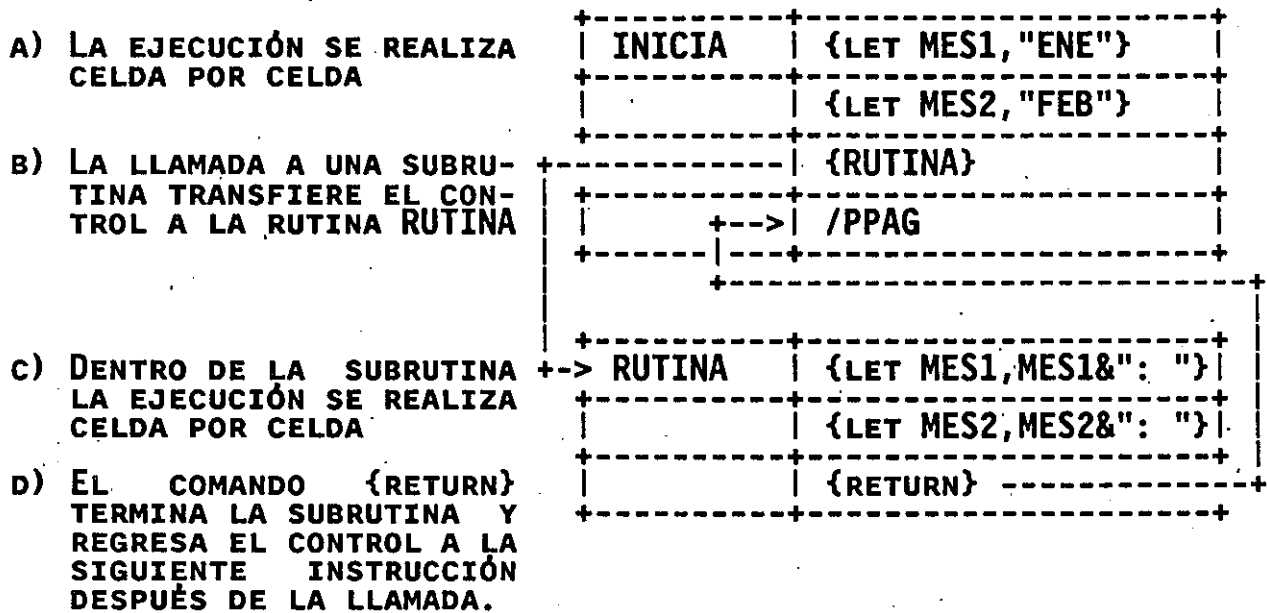 A) LA EJECUCIÓN SE REALIZA
CELDA POR CELDA
B) LA LLAMADA A UNA SUBRU-
TINA TRANSFIERE EL CON-
TROL A LA RUTINA RUTINA
C) DENTRO DE LA SUBRUTINA
LA EJECUCIÓN SE REALIZA
CELDA POR CELDA
D) EL COMANDO {RETURN}
TERMINA LA SUBRUTINA Y
REGRESA EL CONTROL A LA
SIGUIENTE INSTRUCCIÓN
DESPUÉS DE LA LLAMADA.
INICIA {LET MES1,"ENE"}
{LET MES2,"FEB"}
{RUTINA}
/PPAG
RUTINA {LET MES1,MES1&": "}
{LET MES2,MES2&": "}
{RETURN}